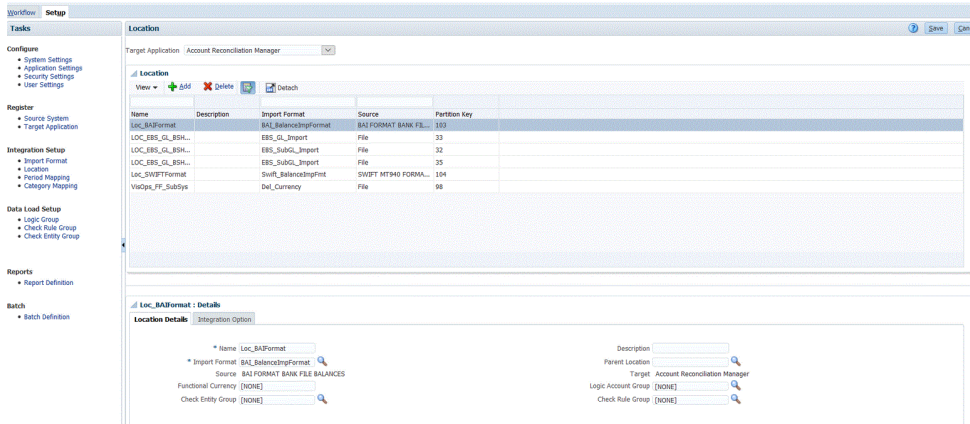 Workflow Setup
Tasks
Configure
System Settings
Application Settings
Security Settings
User Settings
Register
Source System
Target Application
Integration Setup
Import Format
Location
Period Mapping
Category Mapping
Data Load Setup
Logic Group
Check Rule Group
Check Entity Group
Reports
Report Definition
Batch
Batch Definition
Location Save Can
Target Application Account Reconciliation Manager
Location
View Add Delete Detach
Name Description Import Format Source Partition Key
Loc_BAIFormat BAI_BalanceImpFormat BAI FORMAT BANK FIL... 103
LOC_EBS_GL_BSH... EBS_GL_Import File 33
LOC_EBS_GL_BSH... EBS_SubGL_Import File 32
LOC_EBS_GL_BSH... EBS_SubGL_Import File 35
Loc_SWIFTFormat Swift_BalanceImpFmt SWIFT MT940 FORMA... 104
VisOps_FF_SubSys Del_Currency File 98
Loc_BAIFormat : Details
Location Details Integration Option
* Name Loc_BAIFormat Description
* Import Format BAI_BalanceImpFormat Parent Location
Source BAI FORMAT BANK FILE BALANCES Target Account Reconciliation Manager
Functional Currency [NONE] Logic Account Group [NONE]
Check Entity Group [NONE] Check Rule Group [NONE]